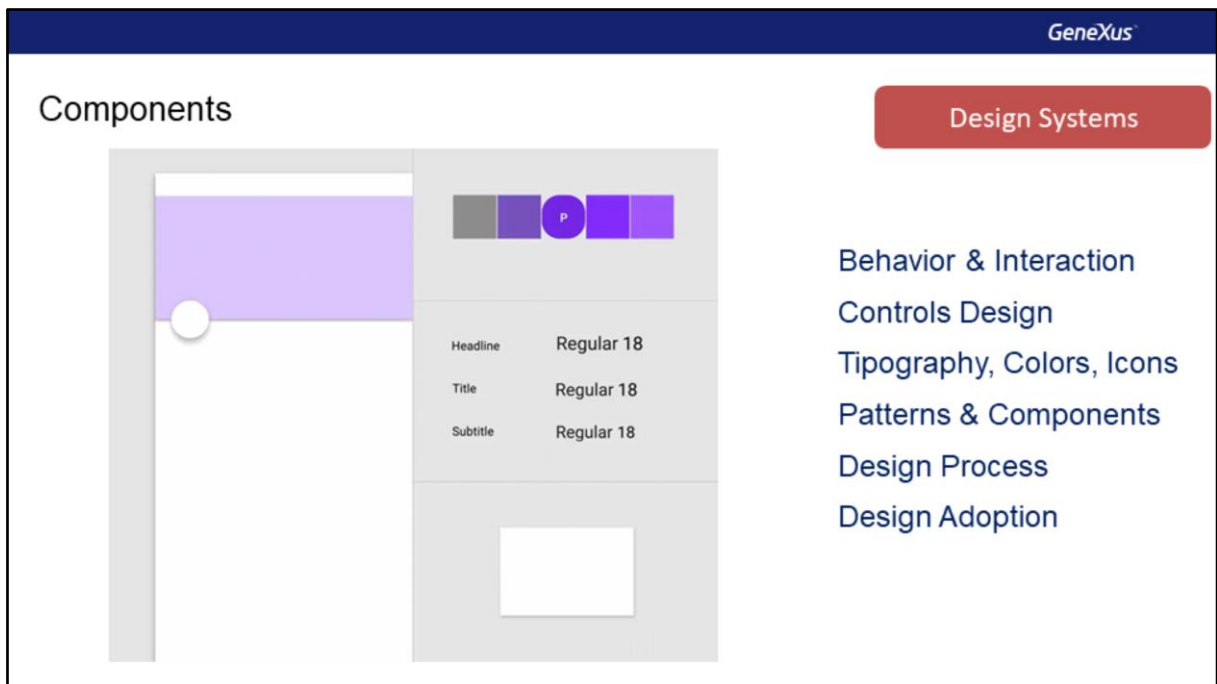 GeneXus™
Components
Design Systems
P
Headline Regular 18
Title Regular 18
Subtitle Regular 18
Behavior & Interaction
Controls Design
Tipography, Colors, Icons
Patterns & Components
Design Process
Design Adoption